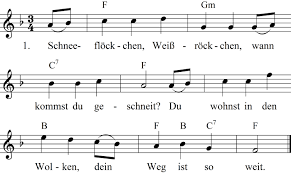 F Gm
1. Schnee- flöck - chen, Weiß- röck - chen, wann
C7 F
kommst du ge - schneit? Du wohnst in den
B F B C7 F
Wol - ken, dein Weg ist so weit.